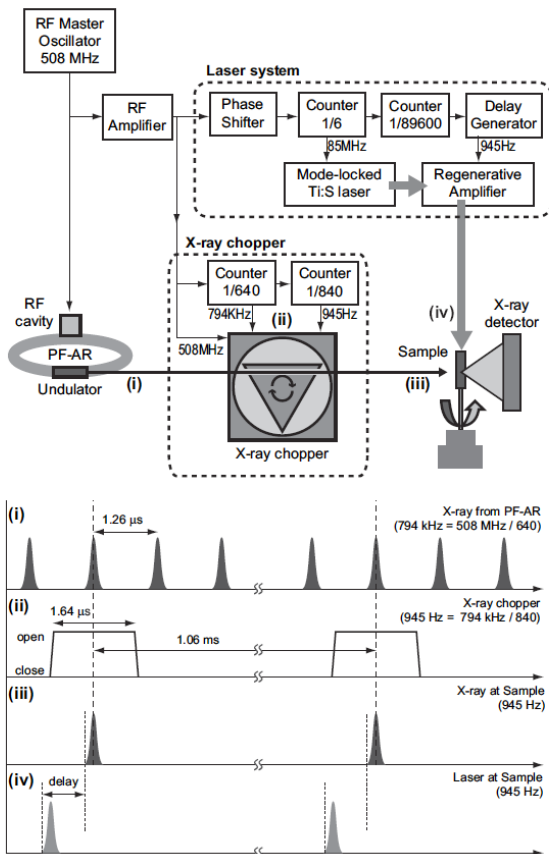 RF Master
Oscillator
508 MHz
RF
Amplifier
Laser system
Phase
Shifter
Counter
1/6
Counter
1/89600
Delay
Generator
85MHz
945Hz
Mode-locked
Ti:S laser
Regenerative
Amplifier
X-ray chopper
Counter
1/640
Counter
1/840
794KHz
(ii)
945Hz
508MHz
RF
cavity
PF-AR
Undulator
(i)
X-ray chopper
(iv)
X-ray
detector
Sample
(iii)
(i)
1.26 µs
X-ray from PF-AR
(794 kHz = 508 MHz / 640)
(ii)
1.64 µs
X-ray chopper
(945 Hz = 794 kHz / 840)
open
1.06 ms
close
(iii)
X-ray at Sample
(945 Hz)
(iv)
Laser at Sample
(945 Hz)
delay